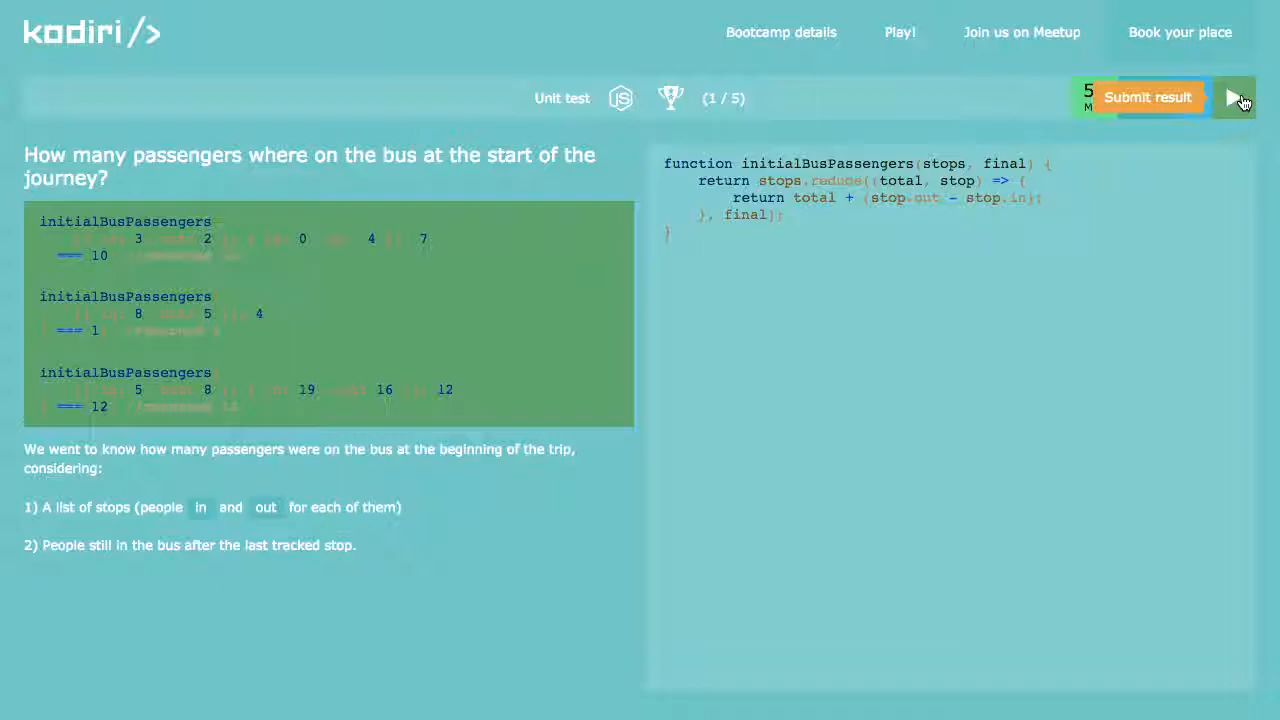 kodiri/>
Bootcamp details
Play!
Join us on Meetup
Book your place
Unit test
JS
(1 / 5)
5
M
Submit result
How many passengers where on the bus at the start of the
journey?
initialBusPassengers
3 2 0 4 7
=== 10
initialBusPassengers
8 5 4
=== 1
initialBusPassengers
5 8 19 16 12
=== 12
We went to know how many passengers were on the bus at the beginning of the trip,
considering:
1) A list of stops (people in and out for each of them)
2) People still in the bus after the last tracked stop.
function initialBusPassengers(stops, final) {
return stops.reduce((total, stop) => {
return total + (stop.out - stop.in);
}, final);
}